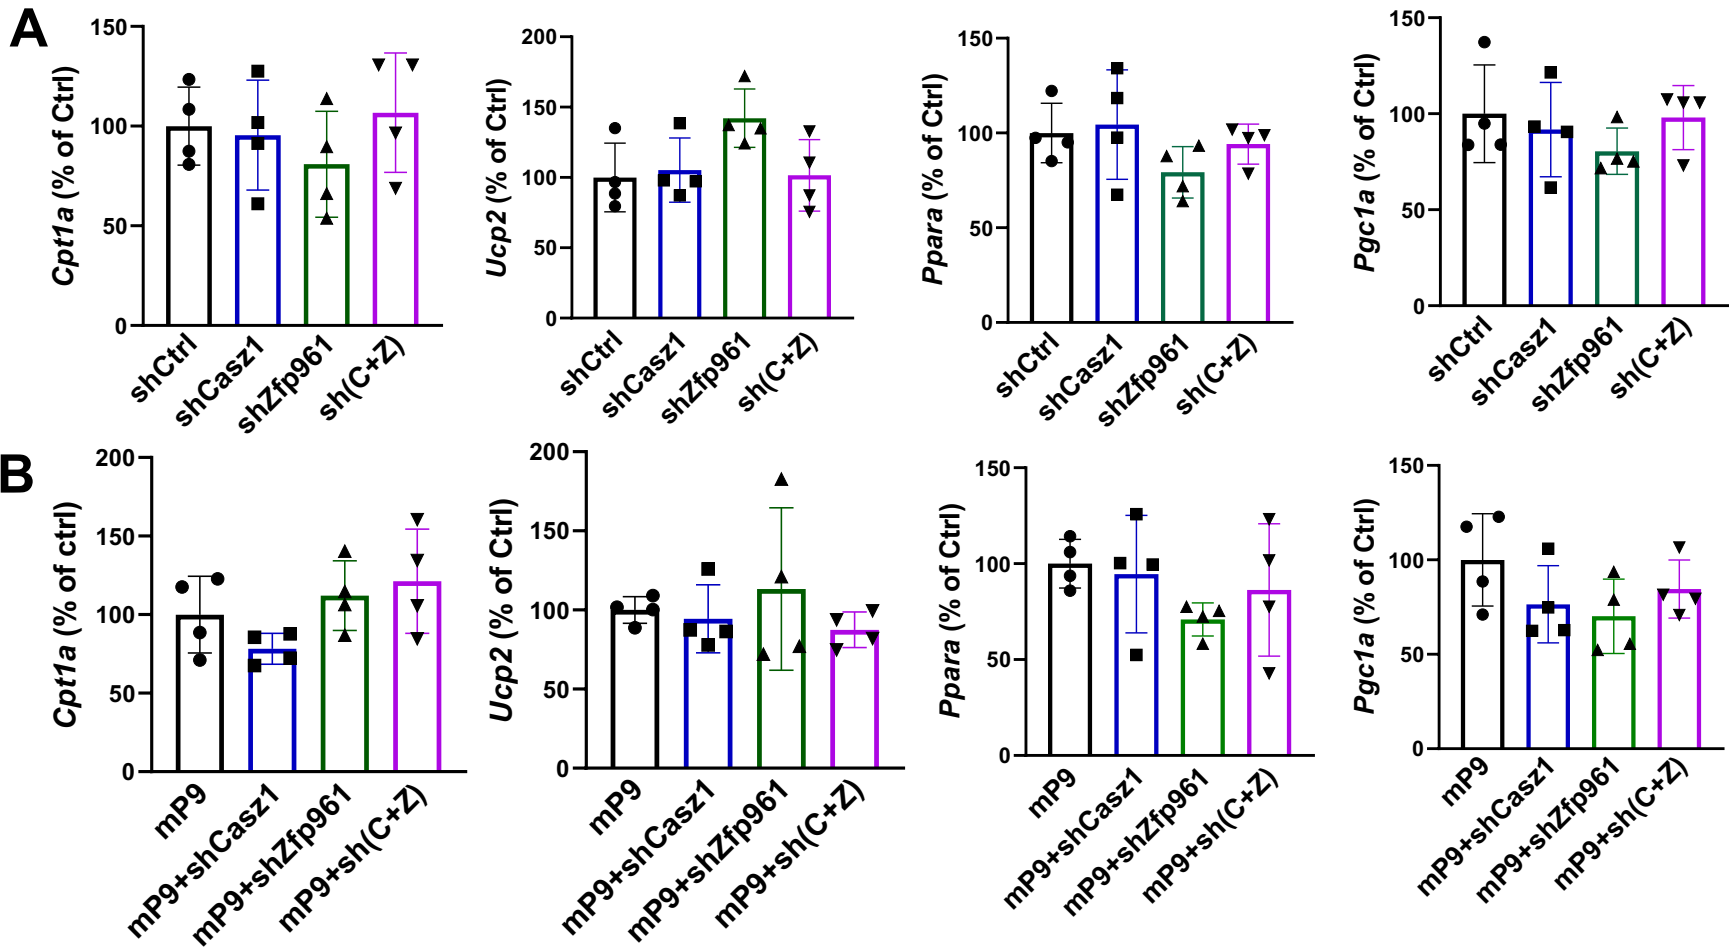 A
Cpt1a (% of Ctrl)
150
100
50
0
shCtrl
shCasz1
shZfp961
sh(C+Z)
Ucp2 (% of Ctrl)
200
150
100
50
0
shCtrl
shCasz1
shZfp961
sh(C+Z)
Ppara (% of Ctrl)
150
100
50
0
shCtrl
shCasz1
shZfp961
sh(C+Z)
Pgc1a (% of Ctrl)
150
100
50
0
shCtrl
shCasz1
shZfp961
sh(C+Z)
B
Cpt1a (% of ctrl)
200
150
100
50
0
mP9
mP9+shCasz1
mP9+shZfp961
mP9+sh(C+Z)
Ucp2 (% of Ctrl)
200
150
100
50
0
mP9
mP9+shCasz1
mP9+shZfp961
mP9+sh(C+Z)
Ppara (% of Ctrl)
150
100
50
0
mP9
mP9+shCasz1
mP9+shZfp961
mP9+sh(C+Z)
Pgc1a (% of Ctrl)
150
100
50
0
mP9
mP9+shCasz1
mP9+shZfp961
mP9+sh(C+Z)